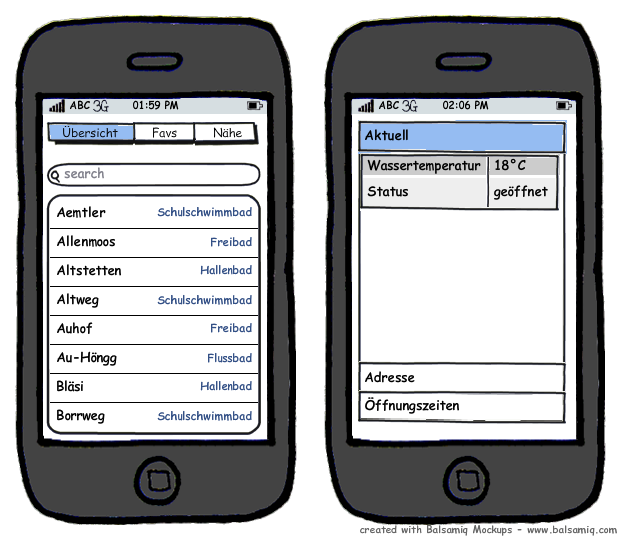 ABC 3G 01:59 PM
Übersicht Favs Nähe
search
Aemtler Schulschwimmbad
Allenmoos Freibad
Altstetten Hallenbad
Altweg Schulschwimmbad
Auhof Freibad
Au-Höngg Flussbad
Bläsi Hallenbad
Borrweg Schulschwimmbad
ABC 3G 02:06 PM
Aktuell
Wassertemperatur 18°C
Status geöffnet
Adresse
Öffnungszeiten
created with Balsamiq Mockups - www.balsamiq.com